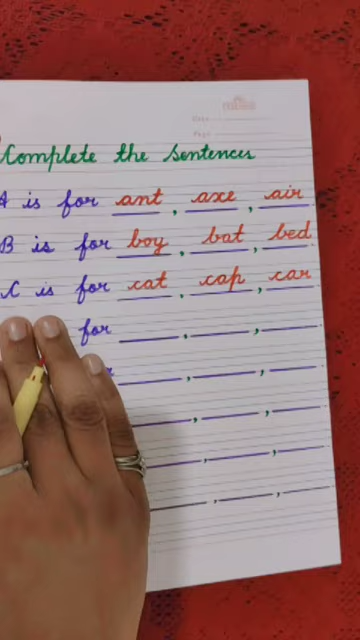 Complete the Sentences
A is for ant, axe, air
B is for boy, bat, bed
C is for cat, cap, car
for , ,